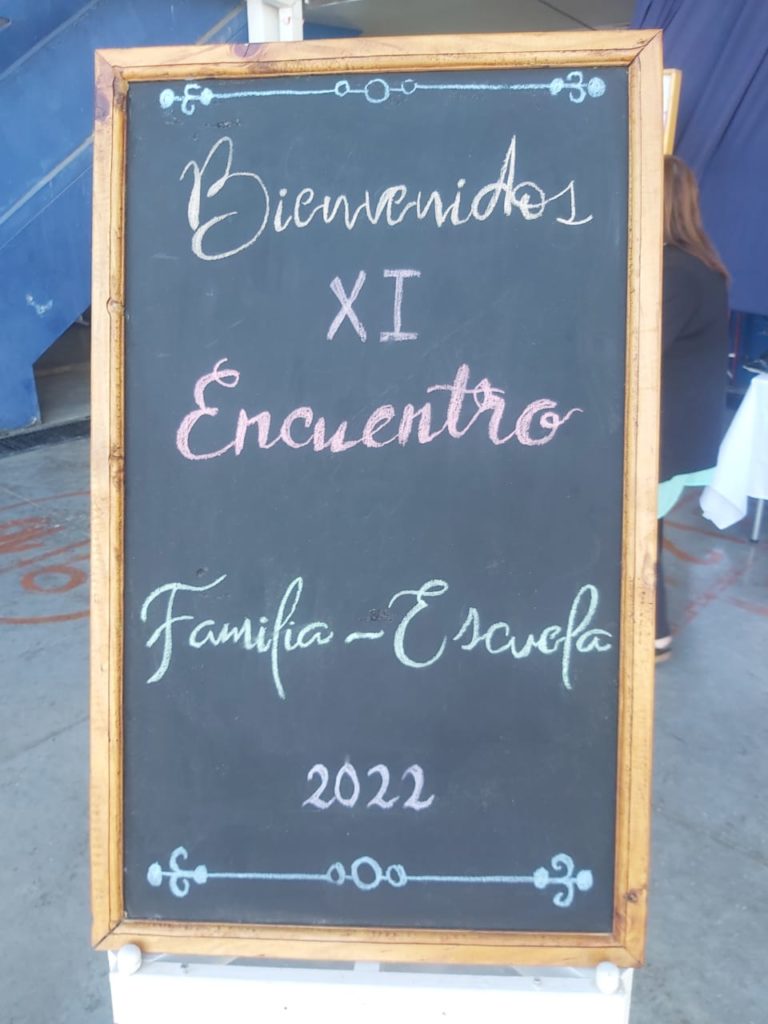 Bienvenidos
XI
Encuentro
Familia - Escuela
2022